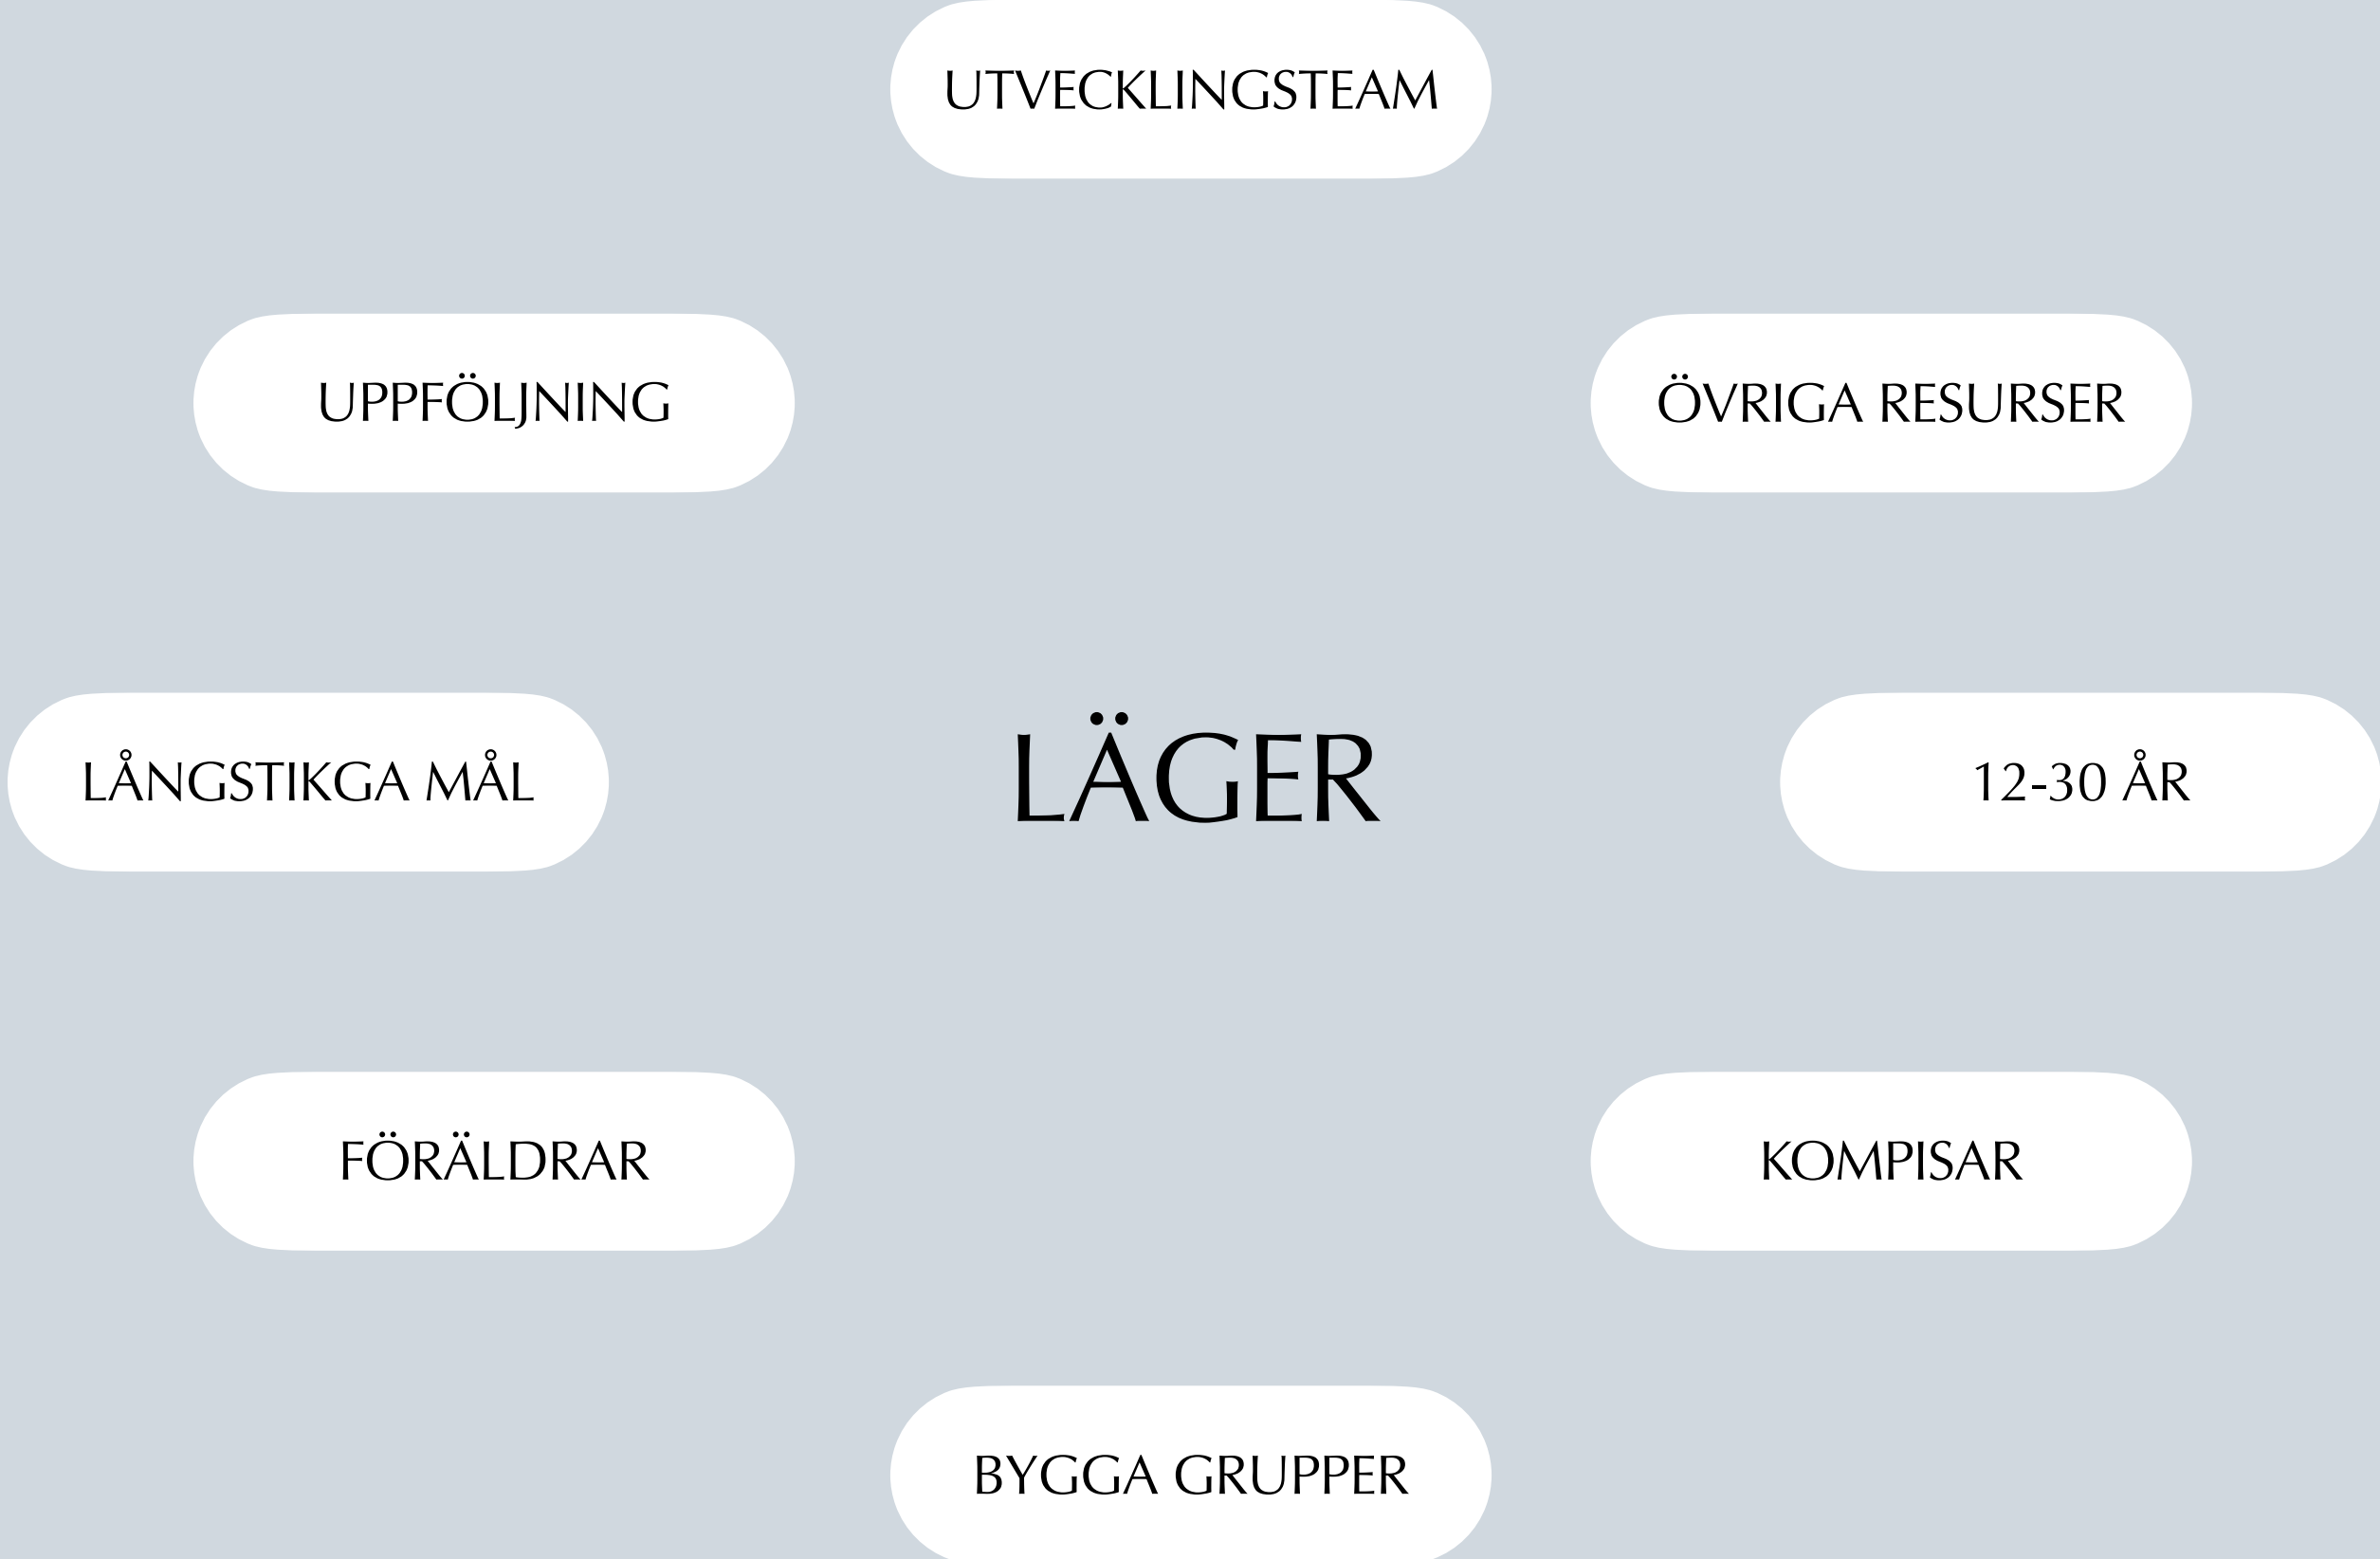 UTVECKLINGSTEAM
UPPFÖLJNING
ÖVRIGA RESURSER
LÅNGSTIKGA MÅL
LÄGER
12-30 ÅR
FÖRÄLDRAR
KOMPISAR
BYGGA GRUPPER